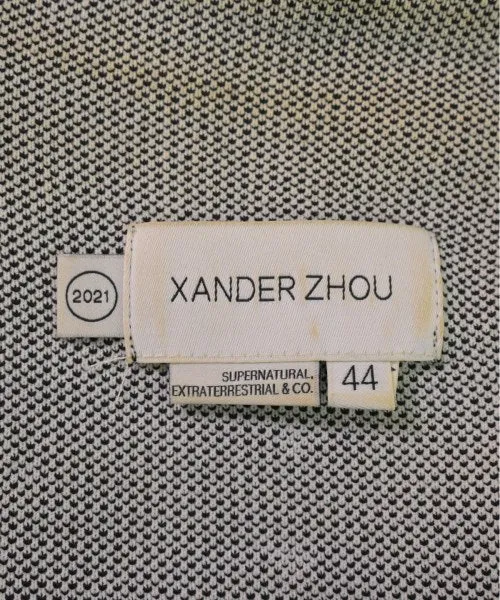 2021
XANDER ZHOU
SUPERNATURAL,
EXTRATERRESTRIAL & CO.
44